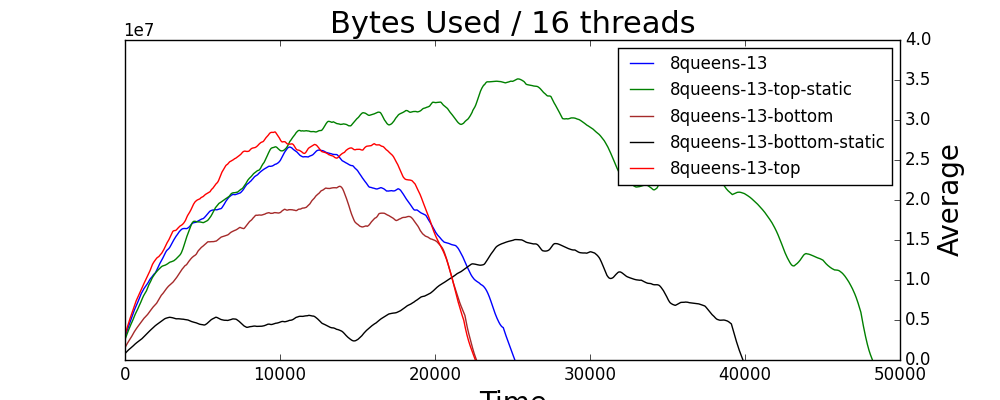 Bytes Used / 16 threads
1e7
4.0
3.5
3.0
2.5
2.0
1.5
1.0
0.5
0.0
Average
8queens-13
8queens-13-top-static
8queens-13-bottom
8queens-13-bottom-static
8queens-13-top
0 10000 20000 30000 40000 50000
Time